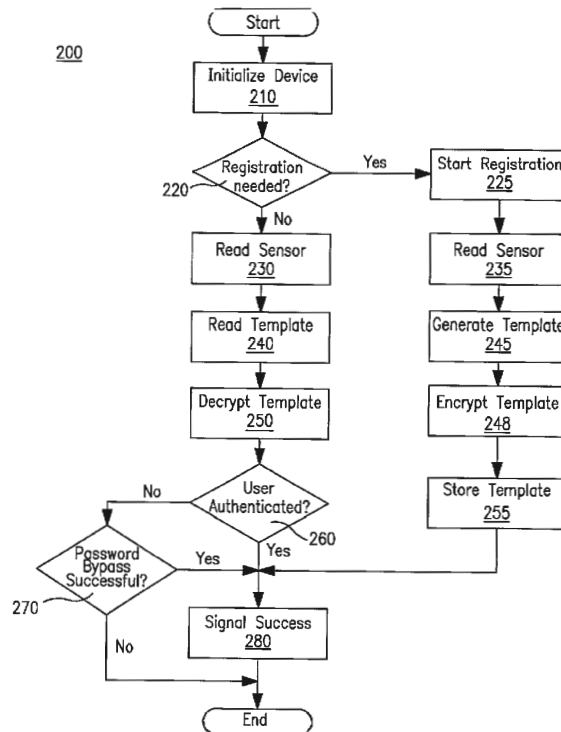 Start
200
Initialize Device
210
Registration
needed?
220
Yes
No
Start Registration
225
Read Sensor
230
Read Sensor
235
Read Template
240
Generate Template
245
Decrypt Template
250
Encrypt Template
248
No
User
Authenticated?
260
Yes
Store Template
255
Password
Bypass
Successful?
270
Yes
No
Signal Success
280
End